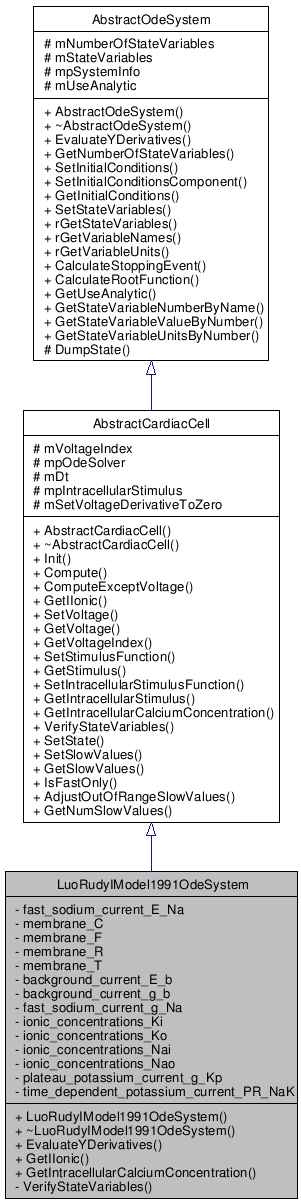 AbstractOdeSystem
# mNumberOfStateVariables
# mStateVariables
# mpSystemInfo
# mUseAnalytic
+ AbstractOdeSystem()
+ ~AbstractOdeSystem()
+ EvaluateYDerivatives()
+ GetNumberOfStateVariables()
+ SetInitialConditions()
+ SetInitialConditionsComponent()
+ GetInitialConditions()
+ SetStateVariables()
+ rGetStateVariables()
+ rGetVariableNames()
+ rGetVariableUnits()
+ CalculateStoppingEvent()
+ CalculateRootFunction()
+ GetUseAnalytic()
+ GetStateVariableNumberByName()
+ GetStateVariableValueByNumber()
+ GetStateVariableUnitsByNumber()
# DumpState()
AbstractCardiacCell
# mVoltageIndex
# mpOdeSolver
# mDt
# mpIntracellularStimulus
# mSetVoltageDerivativeToZero
+ AbstractCardiacCell()
+ ~AbstractCardiacCell()
+ Init()
+ Compute()
+ ComputeExceptVoltage()
+ GetIIonic()
+ SetVoltage()
+ GetVoltage()
+ GetVoltageIndex()
+ SetStimulusFunction()
+ GetStimulus()
+ SetIntracellularStimulusFunction()
+ GetIntracellularStimulus()
+ GetIntracellularCalciumConcentration()
+ VerifyStateVariables()
+ SetState()
+ SetSlowValues()
+ GetSlowValues()
+ IsFastOnly()
+ AdjustOutOfRangeSlowValues()
+ GetNumSlowValues()
LuoRudyIModel1991OdeSystem
- fast_sodium_current_E_Na
- membrane_C
- membrane_F
- membrane_R
- membrane_T
- background_current_E_b
- background_current_g_b
- fast_sodium_current_g_Na
- ionic_concentrations_Ki
- ionic_concentrations_Ko
- ionic_concentrations_Nai
- ionic_concentrations_Nao
- plateau_potassium_current_g_Kp
- time_dependent_potassium_current_PR_NaK
+ LuoRudyIModel1991OdeSystem()
+ ~LuoRudyIModel1991OdeSystem()
+ EvaluateYDerivatives()
+ GetIIonic()
+ GetIntracellularCalciumConcentration()
- VerifyStateVariables()